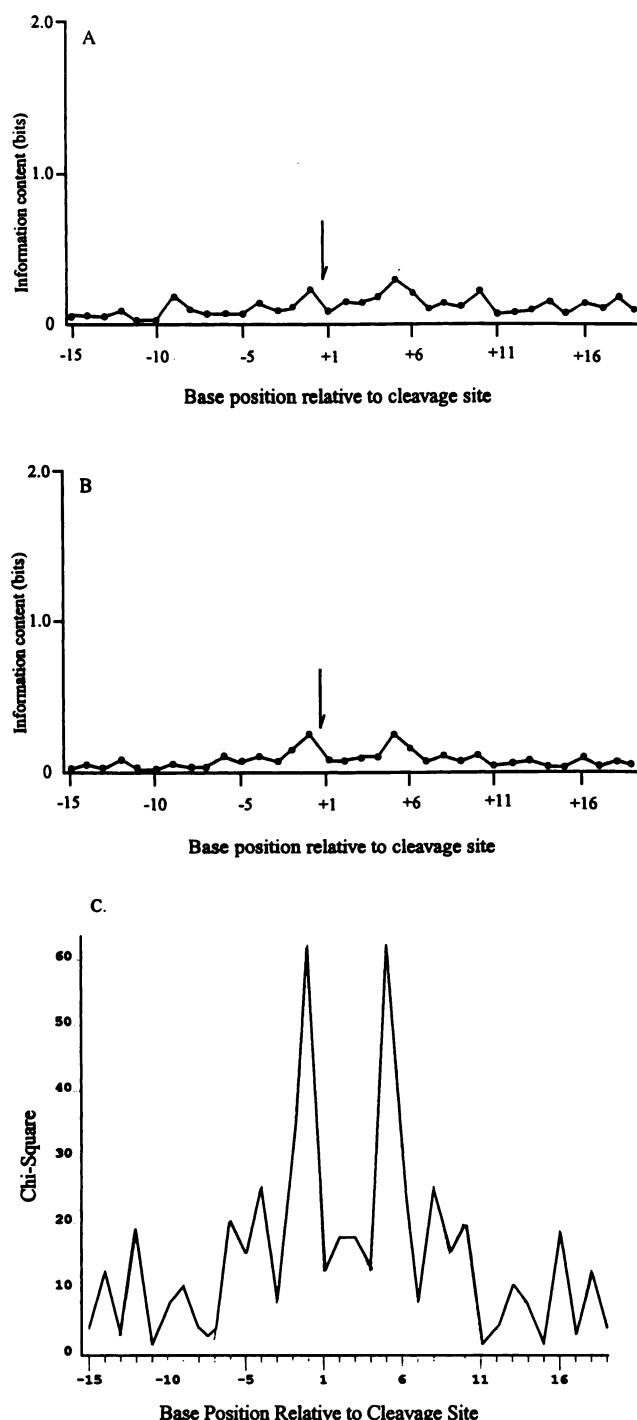 A
2.0
1.0
0
Information content (bits)
-15 -10 -5 +1 +6 +11 +16
Base position relative to cleavage site
B
2.0
1.0
0
Information content (bits)
-15 -10 -5 +1 +6 +11 +16
Base position relative to cleavage site
C.
60
50
40
30
20
10
0
Chi-Square
-15 -10 -5 1 6 11 16
Base Position Relative to Cleavage Site